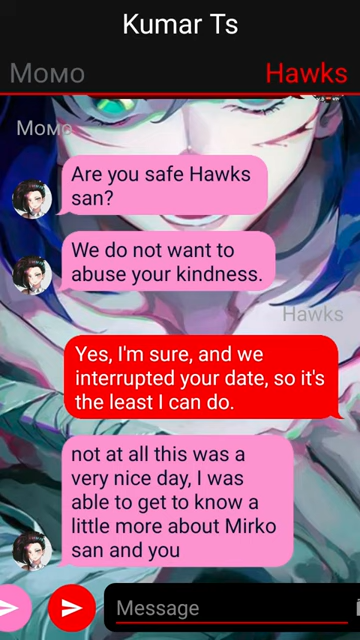 Kumar Ts
Momo Hawks
Momo
Are you safe Hawks
san?
We do not want to
abuse your kindness.
Hawks
Yes, I'm sure, and we
interrupted your date, so it's
the least I can do.
not at all this was a
very nice day, I was
able to get to know a
little more about Mirko
san and you
Message